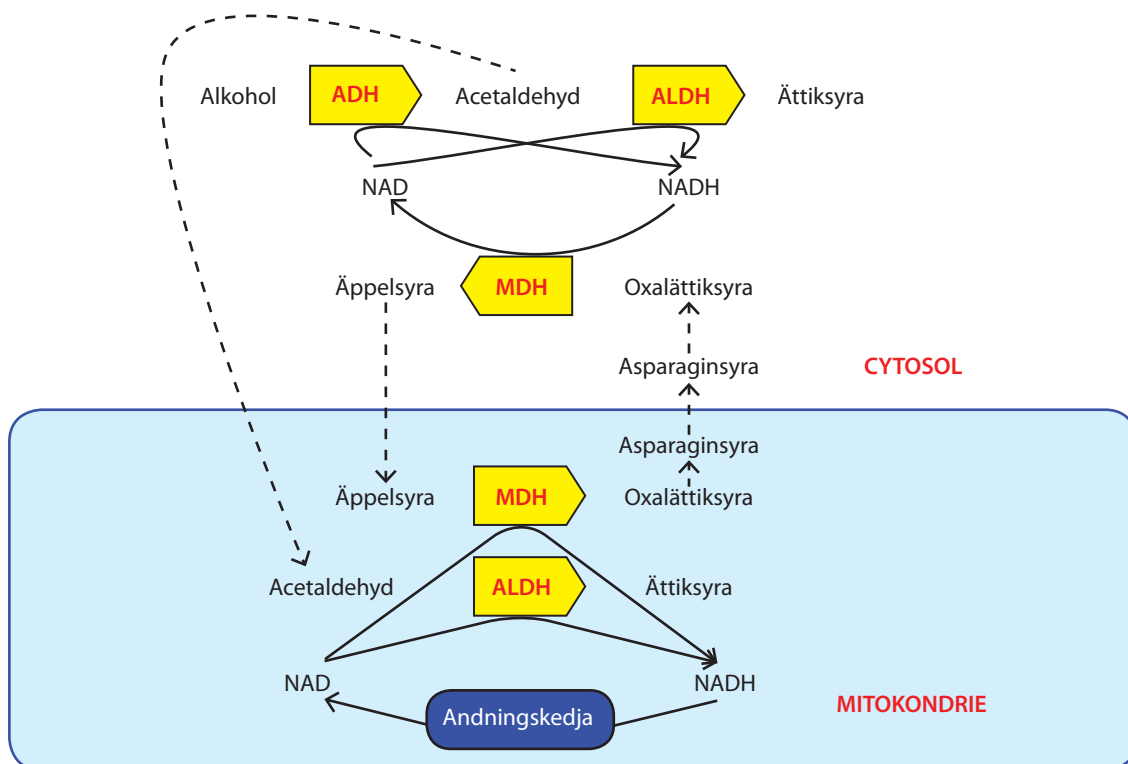 Alkohol ADH Acetaldehyd ALDH Ättiksyra
NAD NADH
Äppelsyra MDH Oxalättiksyra
Asparaginsyra CYTOSOL
Asparaginsyra
Äppelsyra MDH Oxalättiksyra
Acetaldehyd ALDH Ättiksyra
NAD NADH
Andningskedja MITOKONDRIE